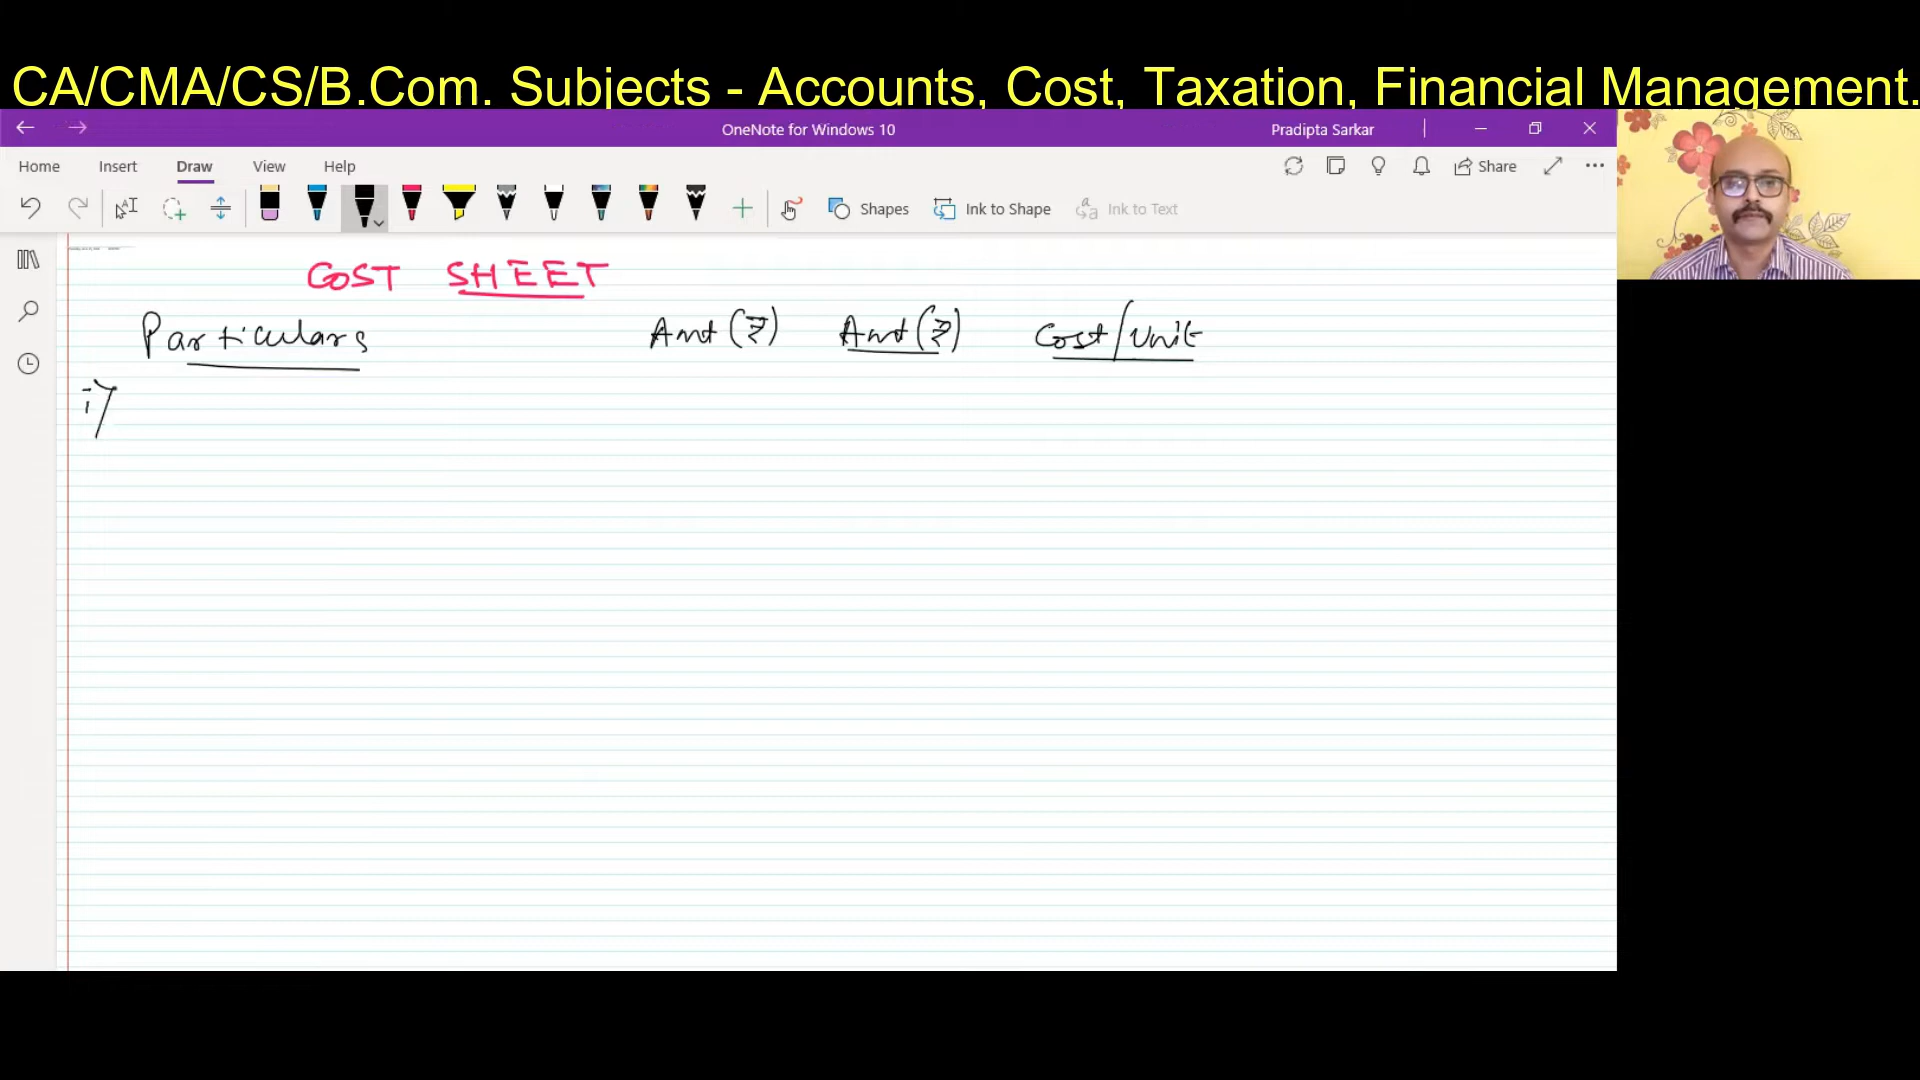 CA/CMA/CS/B.Com. Subjects - Accounts, Cost, Taxation, Financial Management.
OneNote for Windows 10
Pradipta Sarkar
Home Insert Draw View Help
Share
Shapes
Ink to Shape
Ink to Text
COST SHEET
Particulars Amt (₹) Amt (₹) Cost/Unit
i)